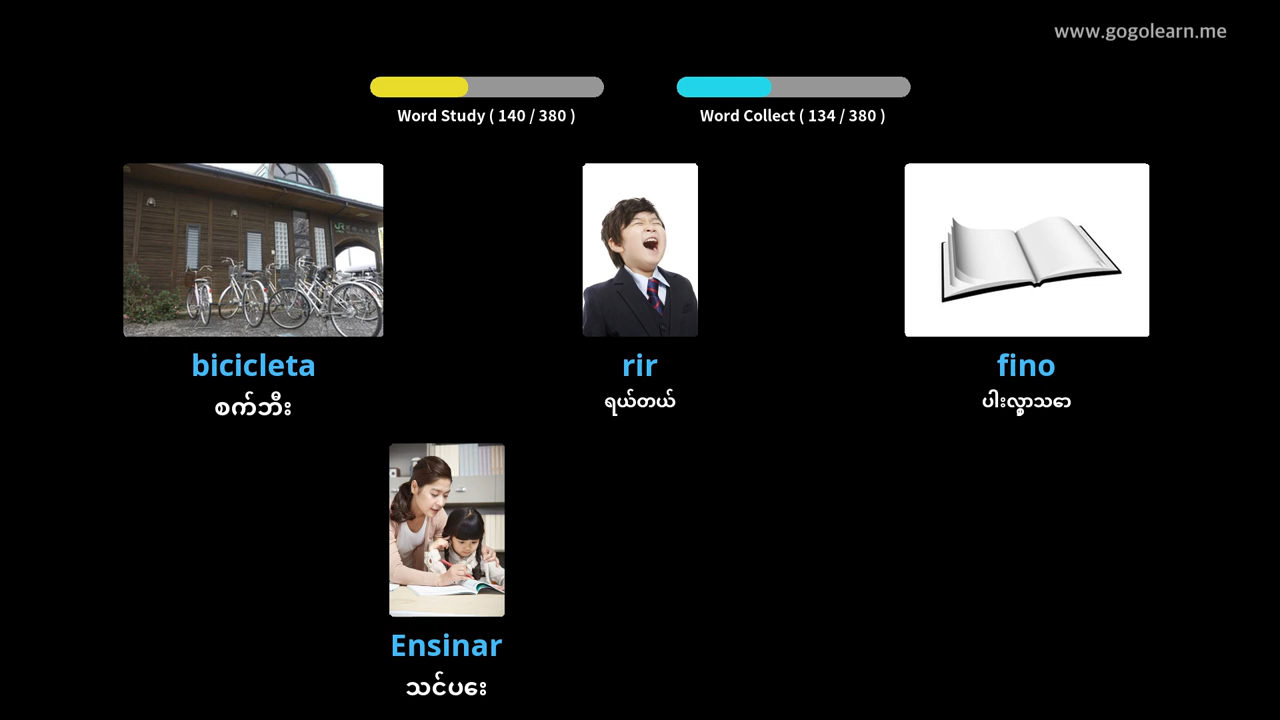 www.gogolearn.me
Word Study ( 140 / 380 )
Word Collect ( 134 / 380 )
bicicleta
rir
fino
စက်ဘီး
ရယ်တယ်
ပါးလွှာသော
Ensinar
သင်ပေး